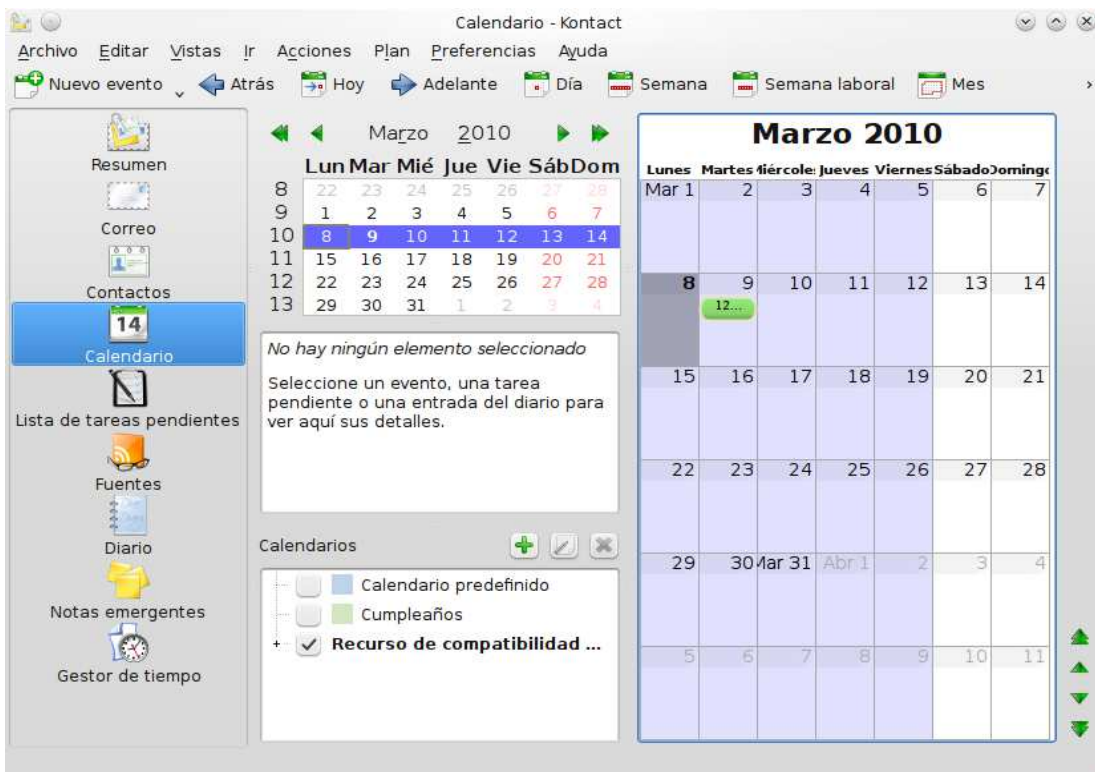 Calendario - Kontact
Archivo Editar Vistas Ir Acciones Plan Preferencias Ayuda
Nuevo evento Atrás Hoy Adelante Día Semana Semana laboral Mes
Resumen
Correo
Contactos
14
Calendario
Lista de tareas pendientes
Fuentes
Diario
Notas emergentes
Gestor de tiempo
Marzo 2010
Lun Mar Mié Jue Vie Sáb Dom
8 22 23 24 25 26 27 28
9 1 2 3 4 5 6 7
10 8 9 10 11 12 13 14
11 15 16 17 18 19 20 21
12 22 23 24 25 26 27 28
13 29 30 31 1 2 3 4
No hay ningún elemento seleccionado
Seleccione un evento, una tarea
pendiente o una entrada del diario para
ver aquí sus detalles.
Calendarios
Calendario predefinido
Cumpleaños
Recurso de compatibilidad ...
Marzo 2010
Lunes Martes Jueves Viernes Sábado
Mar 1 2 3 4 5 6 7
8 9 10 11 12 13 14
12...
15 16 17 18 19 20 21
22 23 24 25 26 27 28
29 30 Mar 31 Abr 1 2 3 4
5 6 7 8 9 10 11